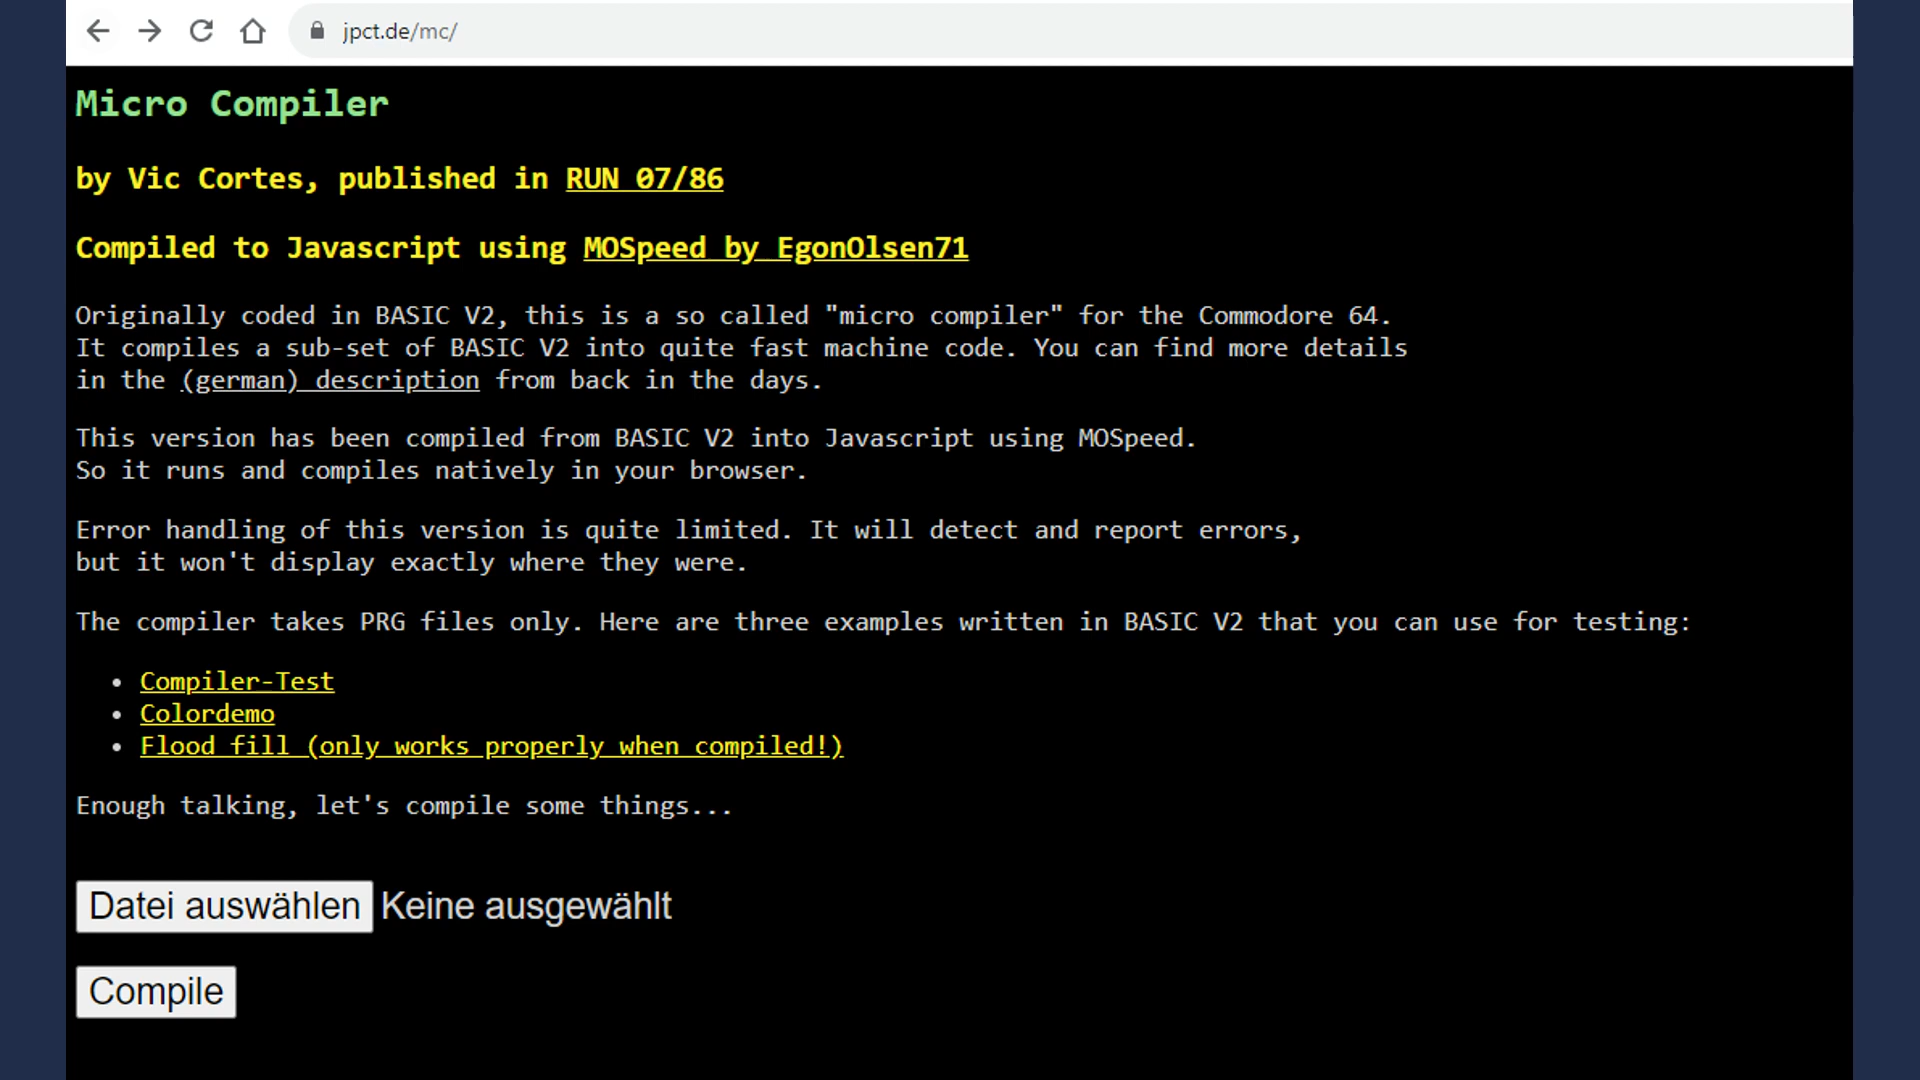 jpct.de/mc/
Micro Compiler
by Vic Cortes, published in RUN 07/86
Compiled to Javascript using MOSpeed by EgonOlsen71
Originally coded in BASIC V2, this is a so called "micro compiler" for the Commodore 64.
It compiles a sub-set of BASIC V2 into quite fast machine code. You can find more details
in the (german) description from back in the days.
This version has been compiled from BASIC V2 into Javascript using MOSpeed.
So it runs and compiles natively in your browser.
Error handling of this version is quite limited. It will detect and report errors,
but it won't display exactly where they were.
The compiler takes PRG files only. Here are three examples written in BASIC V2 that you can use for testing:
• Compiler-Test
• Colordemo
• Flood fill (only works properly when compiled!)
Enough talking, let's compile some things...
Datei auswählen Keine ausgewählt
Compile